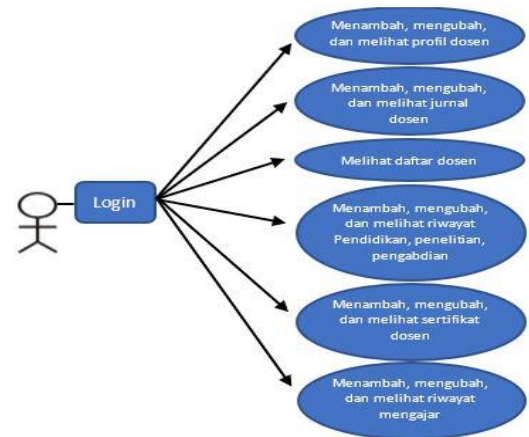 Menambah, mengubah,
dan melihat profil dosen
Menambah, mengubah,
dan melihat jurnal
dosen
Melihat daftar dosen
Login
Menambah, mengubah,
dan melihat riwayat
Pendidikan, penelitian,
pengabdian
Menambah, mengubah,
dan melihat sertifikat
dosen
Menambah, mengubah,
dan melihat riwayat
mengajar